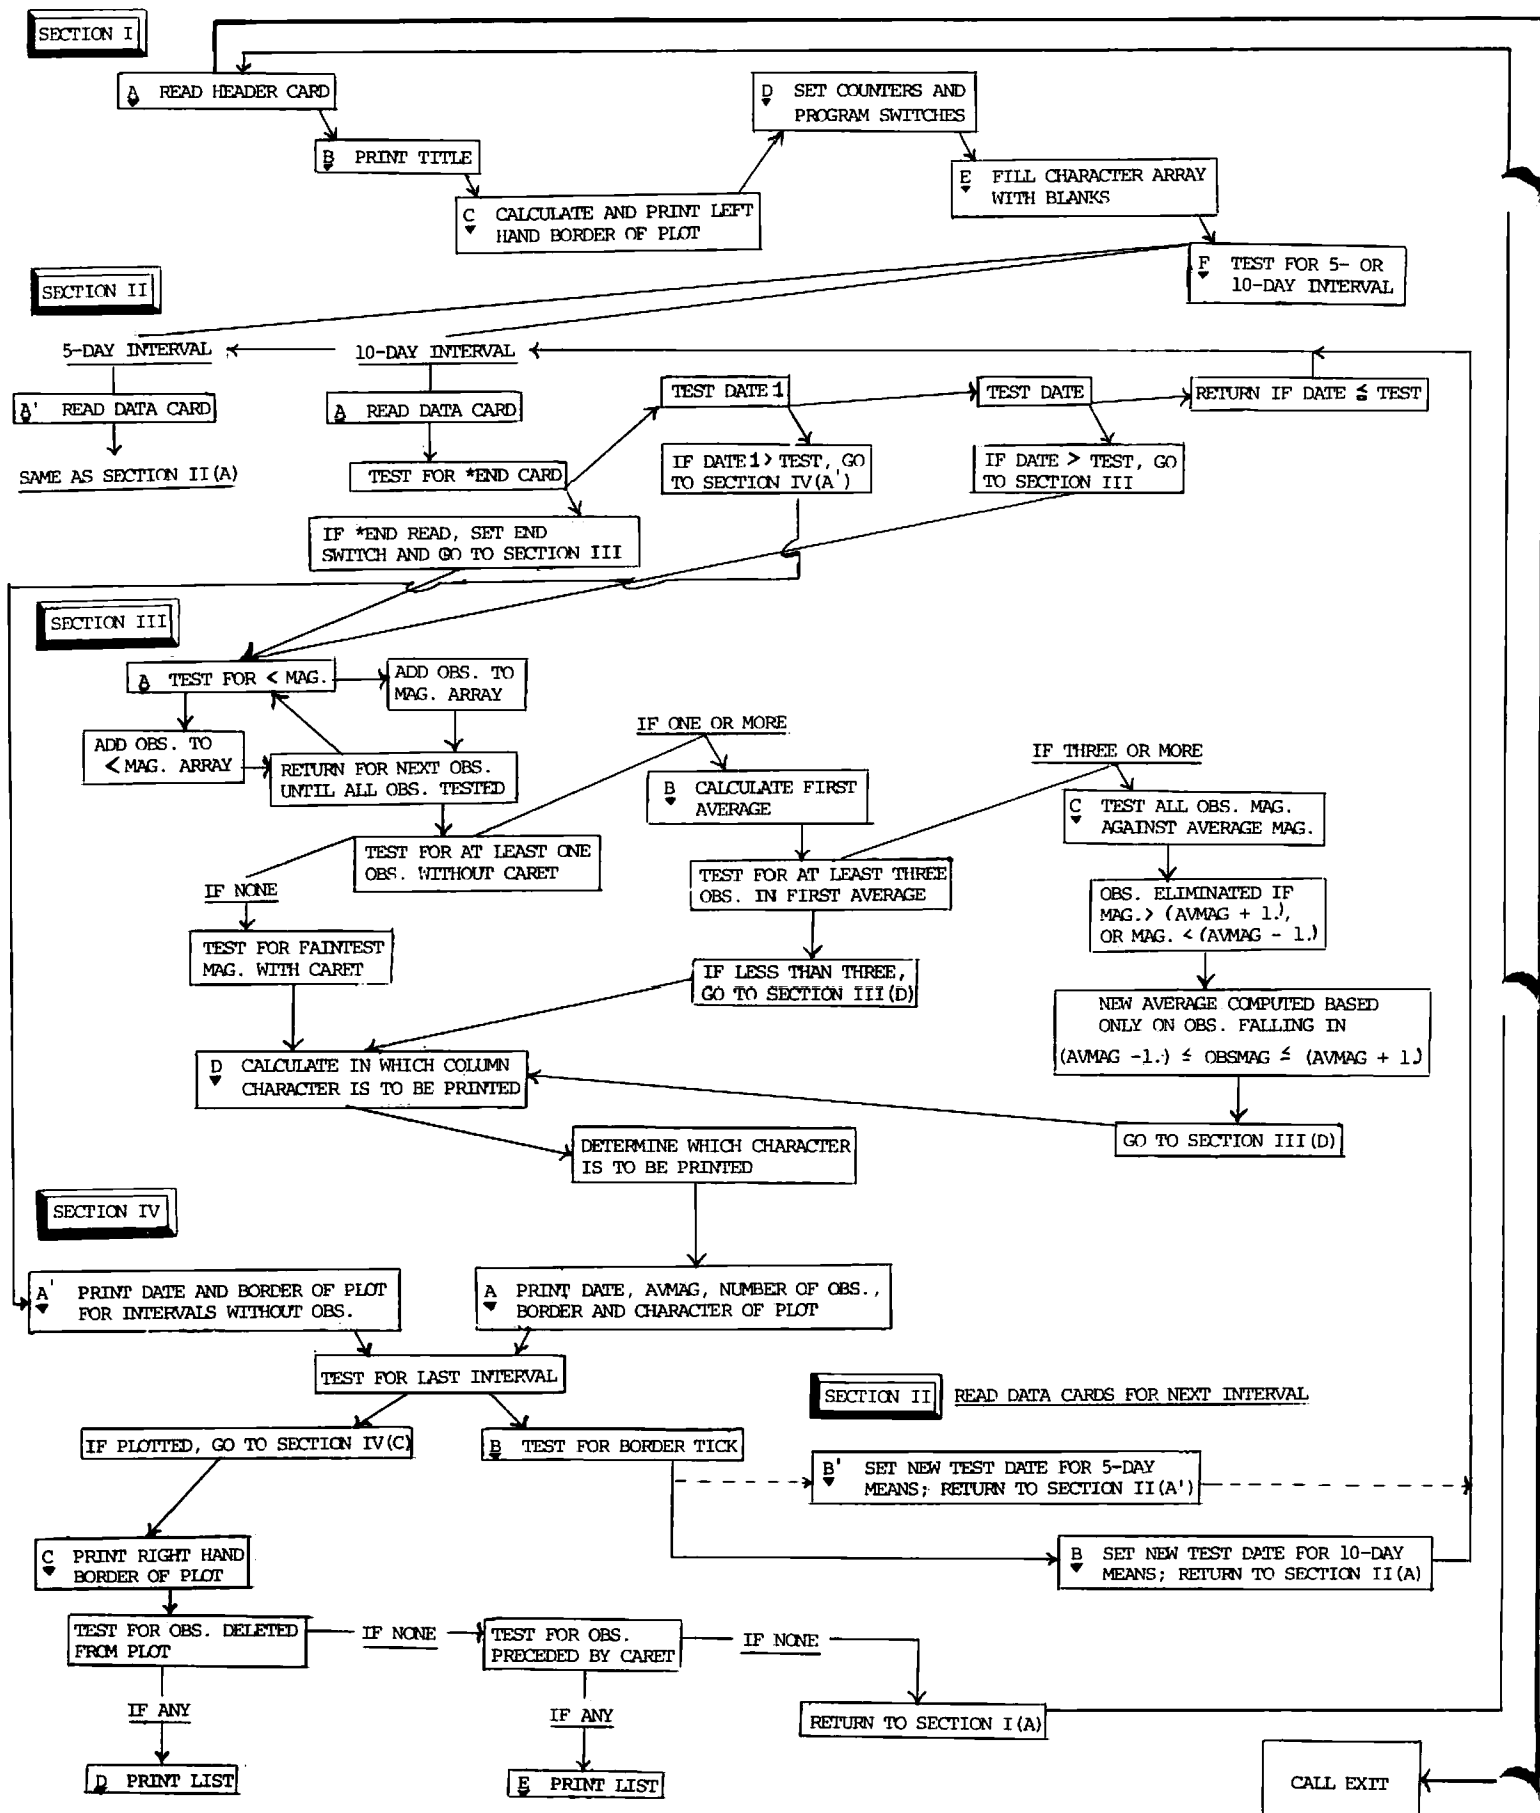 SECTION I
A READ HEADER CARD
B PRINT TITLE
C CALCULATE AND PRINT LEFT
HAND BORDER OF PLOT
D SET COUNTERS AND
PROGRAM SWITCHES
E FILL CHARACTER ARRAY
WITH BLANKS
F TEST FOR 5- OR
10-DAY INTERVAL
SECTION II
5-DAY INTERVAL
10-DAY INTERVAL
A' READ DATA CARD
SAME AS SECTION II(A)
A READ DATA CARD
TEST FOR *END CARD
IF *END READ, SET END
SWITCH AND GO TO SECTION III
TEST DATE 1
IF DATE 1 > TEST, GO
TO SECTION IV(A')
TEST DATE
IF DATE > TEST, GO
TO SECTION III
RETURN IF DATE ≦ TEST
SECTION III
A TEST FOR < MAG.
ADD OBS. TO
MAG. ARRAY
ADD OBS. TO
< MAG. ARRAY
RETURN FOR NEXT OBS.
UNTIL ALL OBS. TESTED
TEST FOR AT LEAST ONE
OBS. WITHOUT CARET
IF NONE
TEST FOR FAINTEST
MAG. WITH CARET
IF ONE OR MORE
B CALCULATE FIRST
AVERAGE
TEST FOR AT LEAST THREE
OBS. IN FIRST AVERAGE
IF LESS THAN THREE,
GO TO SECTION III(D)
IF THREE OR MORE
C TEST ALL OBS. MAG.
AGAINST AVERAGE MAG.
OBS. ELIMINATED IF
MAG. > (AVMAG + 1.),
OR MAG. < (AVMAG - 1.)
NEW AVERAGE COMPUTED BASED
ONLY ON OBS. FALLING IN
(AVMAG -1.) ≦ OBSMAG ≦ (AVMAG + 1.)
GO TO SECTION III(D)
D CALCULATE IN WHICH COLUMN
CHARACTER IS TO BE PRINTED
DETERMINE WHICH CHARACTER
IS TO BE PRINTED
SECTION IV
A' PRINT DATE AND BORDER OF PLOT
FOR INTERVALS WITHOUT OBS.
A PRINT DATE, AVMAG, NUMBER OF OBS.,
BORDER AND CHARACTER OF PLOT
TEST FOR LAST INTERVAL
IF PLOTTED, GO TO SECTION IV(C)
B TEST FOR BORDER TICK
SECTION II READ DATA CARDS FOR NEXT INTERVAL
B' SET NEW TEST DATE FOR 5-DAY
MEANS; RETURN TO SECTION II(A')
B SET NEW TEST DATE FOR 10-DAY
MEANS; RETURN TO SECTION II(A)
C PRINT RIGHT HAND
BORDER OF PLOT
TEST FOR OBS. DELETED
FROM PLOT
IF NONE
TEST FOR OBS.
PRECEDED BY CARET
IF NONE
RETURN TO SECTION I(A)
IF ANY
IF ANY
D PRINT LIST
E PRINT LIST
CALL EXIT